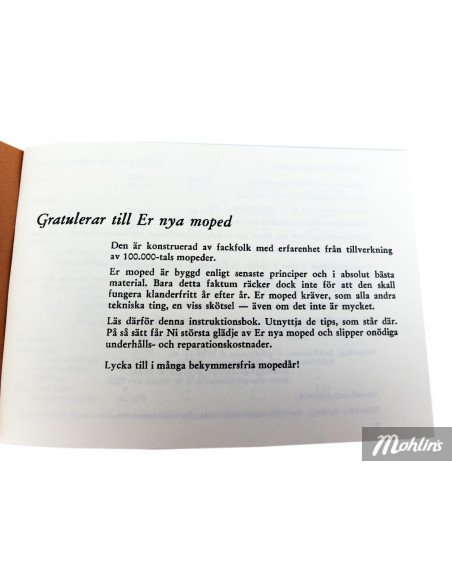 Gratulerar till Er nya moped
Den är konstruerad av fackfolk med erfarenhet från tillverkning
av 100.000-tals mopeder.
Er moped är byggd enligt senaste principer och i absolut bästa
material. Bara detta faktum räcker dock inte för att den skall
fungera klanderfritt år efter år. Er moped kräver, som alla andra
tekniska ting, en viss skötsel — även om det inte är mycket.
Läs därför denna instruktionsbok. Utnyttja de tips, som står där.
På så sätt får Ni största glädje av Er nya moped och slipper onödiga
underhålls- och reparationskostnader.
Lycka till i många bekymmersfria mopedår!
Mohlin's